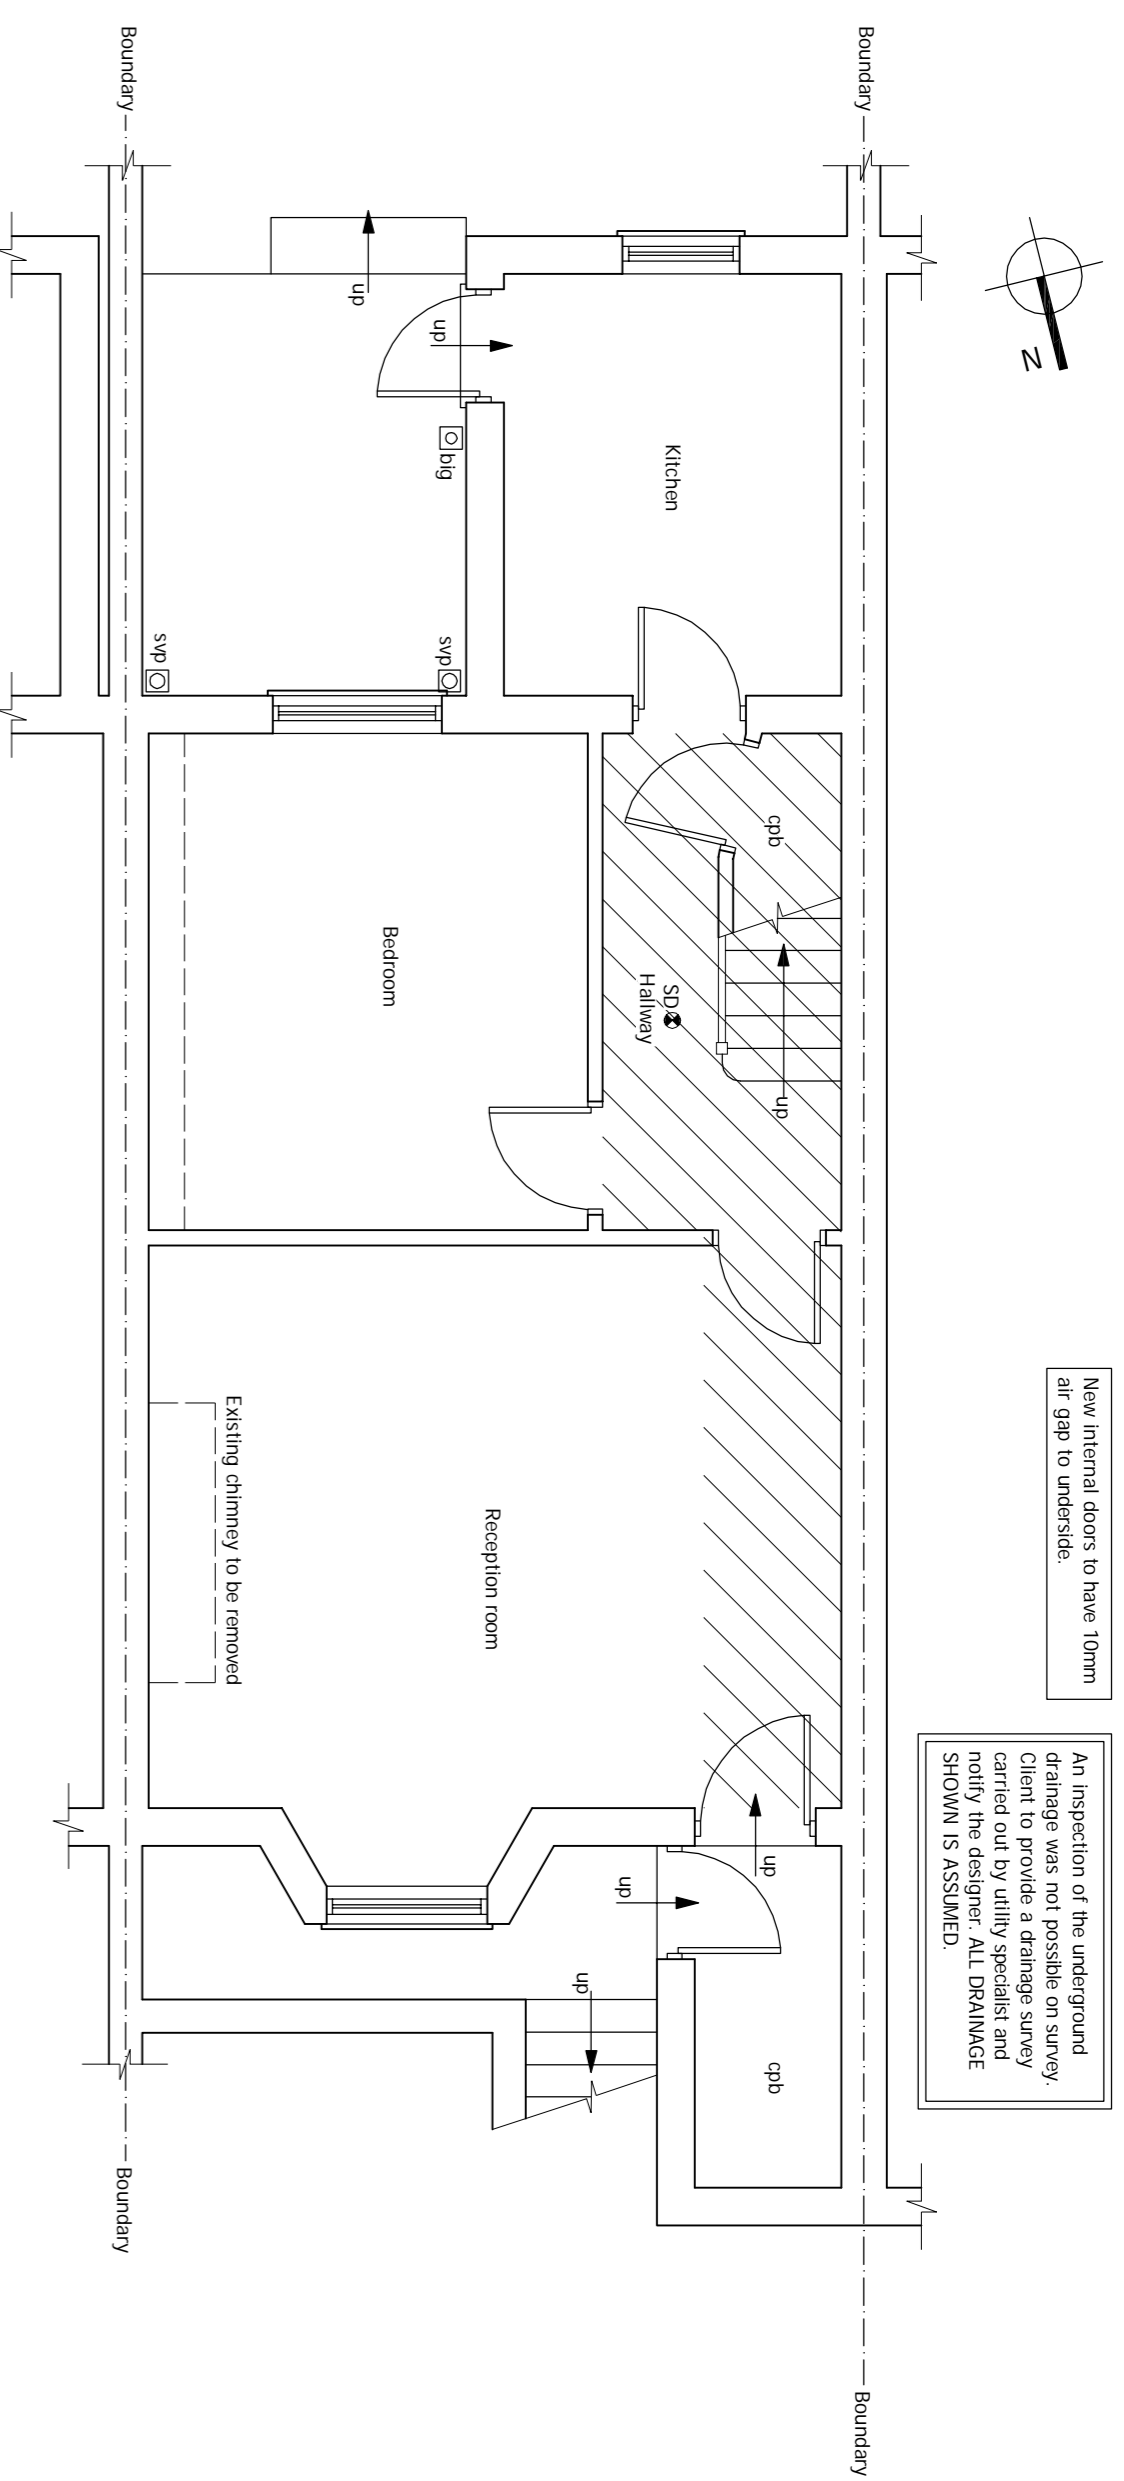 An inspection of the underground
drainage was not possible on survey.
Client to provide a drainage survey
carried out by utility specialist and
notify the designer. ALL DRAINAGE
SHOWN IS ASSUMED.
New internal doors to have 10mm
air gap to underside.
N
Boundary
Boundary
cpb
up
cpb
up
SD
Hallway
Kitchen
up
up
up
Reception room
up
big
svp
Bedroom
up
Existing chimney to be removed
svp
Boundary
Boundary